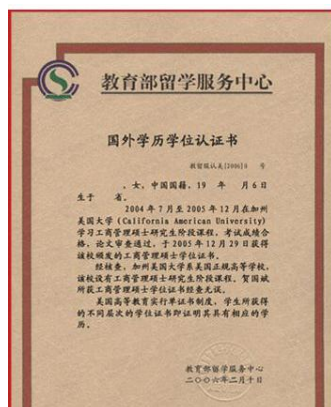 教育部留学服务中心
国外学历学位认证书
教留服认美[2006]0 号
、女,中国国籍,19 年 月6日
生于 省。
2004年7月至2005年12月在加州
美国大学(California American University)
学习工商管理硕士研究生阶段课程,考试成绩合
格,论文审查通过,于2005年12月29日获得
该校颁发的工商管理硕士学位证书。
经核查,加州美国大学系美国正规高等学校,
该校设有工商管理硕士研究生阶段课程。贺国斌
所获工商管理硕士学位证书经查无误。
美国高等教育实行单证书制度,学生所获得
的不同层次的学位证书即证明其具有相应的学
历。
教育部留学服务中心
二〇〇六年二月十日